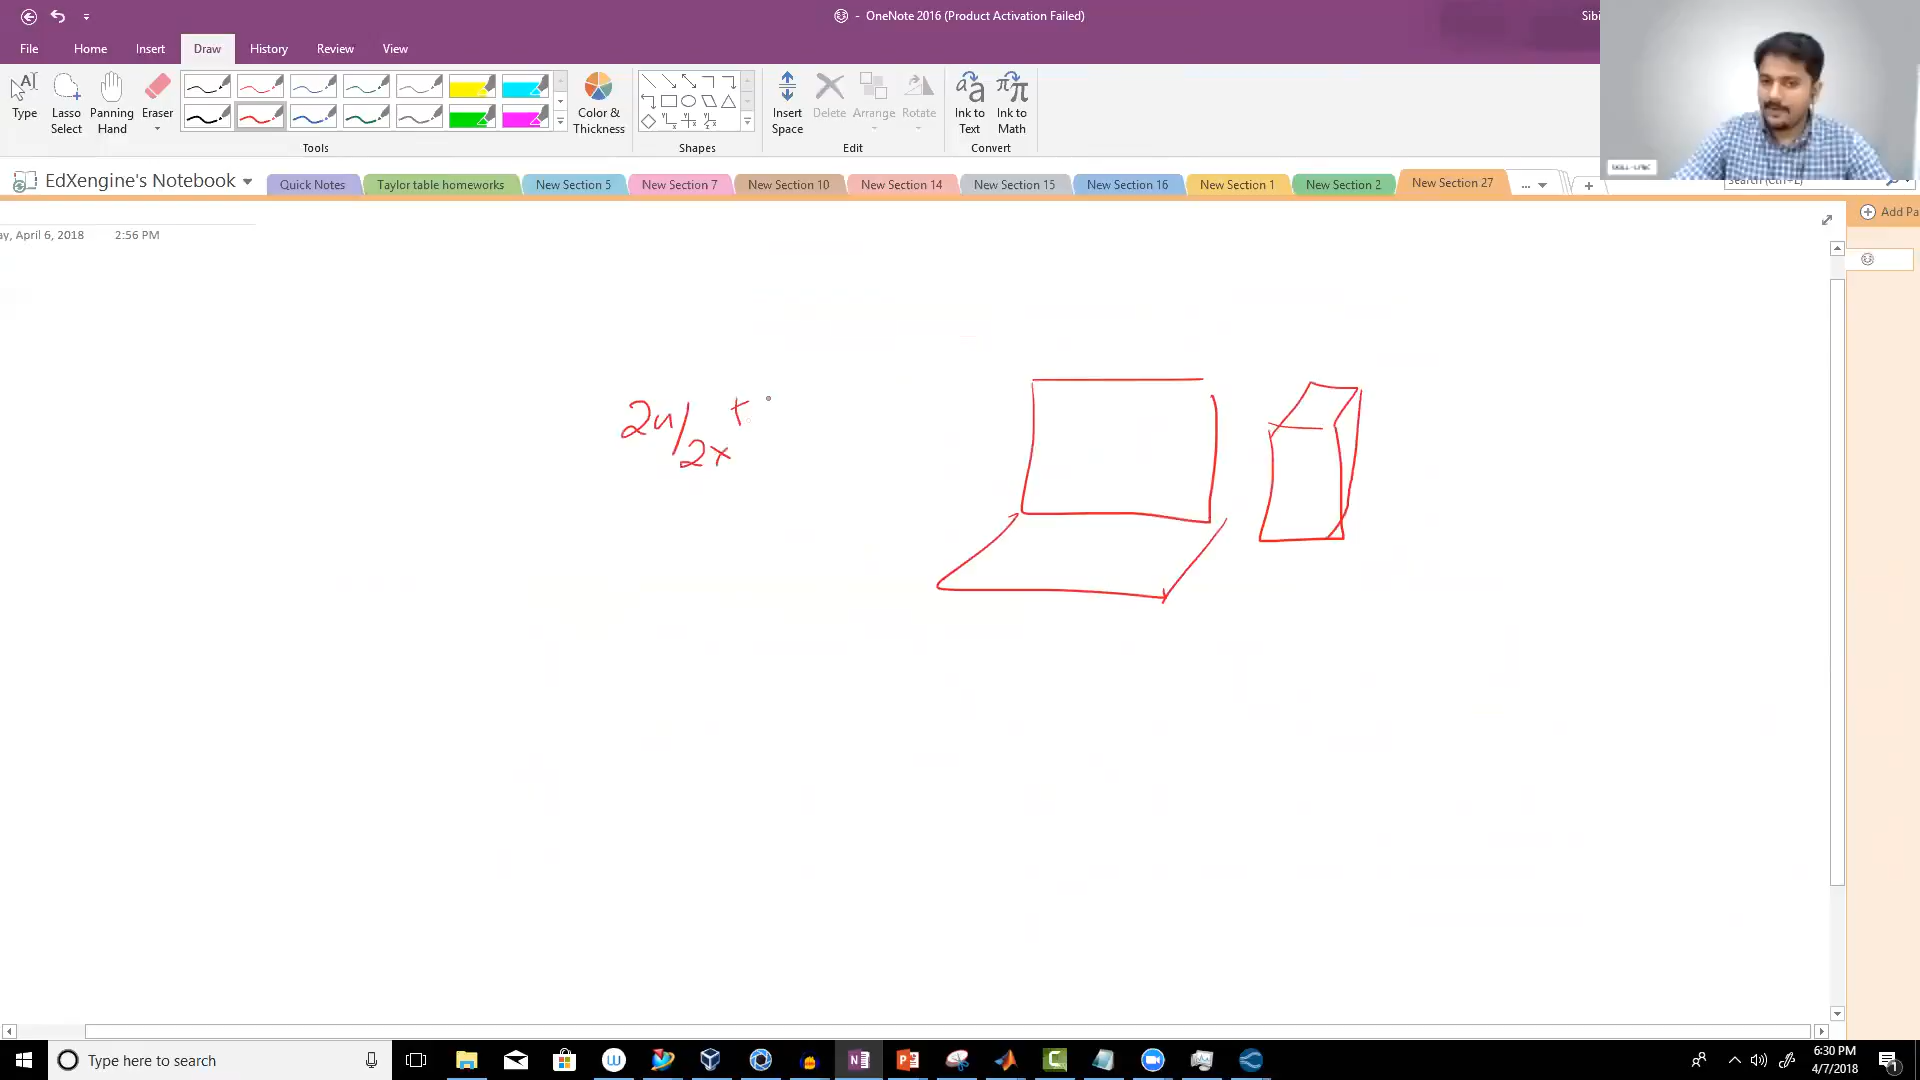 OneNote 2016 (Product Activation Failed)
File Home Insert Draw History Review View
Type
Lasso Select
Panning Hand
Eraser
Color & Thickness
Insert Space
Delete
Arrange
Rotate
Ink to Text
Ink to Math
Tools
Shapes
Edit
Convert
EdXengine's Notebook
Quick Notes
Taylor table homeworks
New Section 5
New Section 7
New Section 10
New Section 14
New Section 15
New Section 16
New Section 1
New Section 2
New Section 27
...
Add Pa
ay, April 6, 2018 2:56 PM
2u/2x +
Type here to search
6:30 PM
4/7/2018